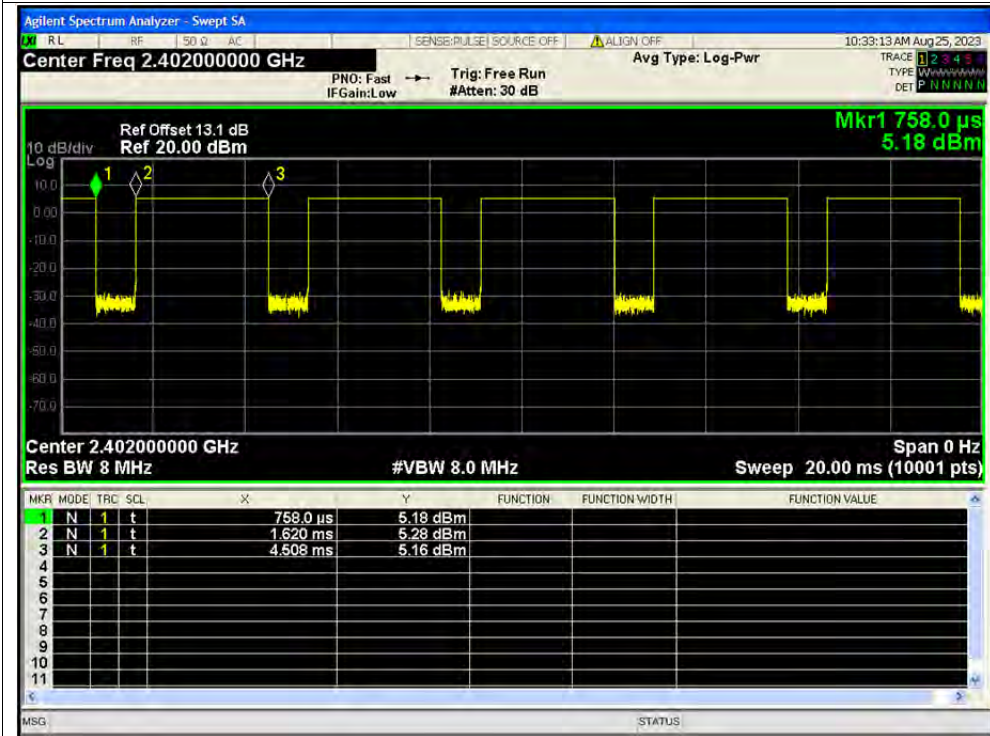 Agilent Spectrum Analyzer - Swept SA
LXI RL RF 50 Ω AC SENSE:PULSE SOURCE OFF ALIGN OFF 10:33:13 AM Aug 25, 2023
Center Freq 2.402000000 GHz
Avg Type: Log-Pwr
TRACE 1 2 3 4 5 6
PNO: Fast Trig: Free Run
TYPE W
IFGain:Low #Atten: 30 dB
DET P N N N N N
Mkr1 758.0 µs
5.18 dBm
Ref Offset 13.1 dB
10 dB/div Ref 20.00 dBm
Log
1 2 3
10.0
0.00
-10.0
-20.0
-30.0
-40.0
-50.0
-60.0
-70.0
Center 2.402000000 GHz Span 0 Hz
Res BW 8 MHz #VBW 8.0 MHz Sweep 20.00 ms (10001 pts)
MKR MODE TRC SCL X Y FUNCTION FUNCTION WIDTH FUNCTION VALUE
1 N 1 t 758.0 µs 5.18 dBm
2 N 1 t 1.620 ms 5.28 dBm
3 N 1 t 4.508 ms 5.16 dBm
4
5
6
7
8
9
10
11
MSG STATUS